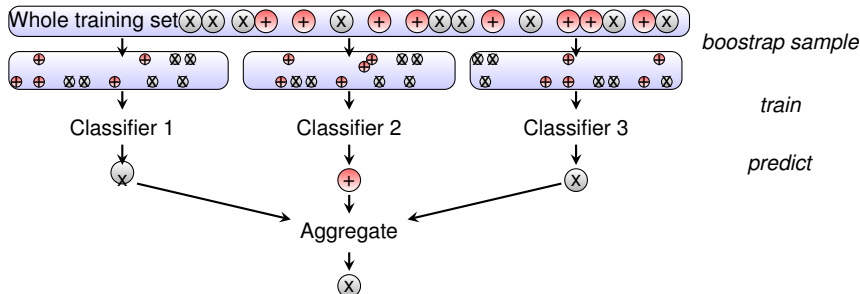 Whole training set x x x + + x + + x x + x + + x + x
boostrap sample
+ + x x + + x x + + + x x
+ + x x + x x + x x + x x x + + x x + x
train
Classifier 1 Classifier 2 Classifier 3
predict
x + x
Aggregate
x